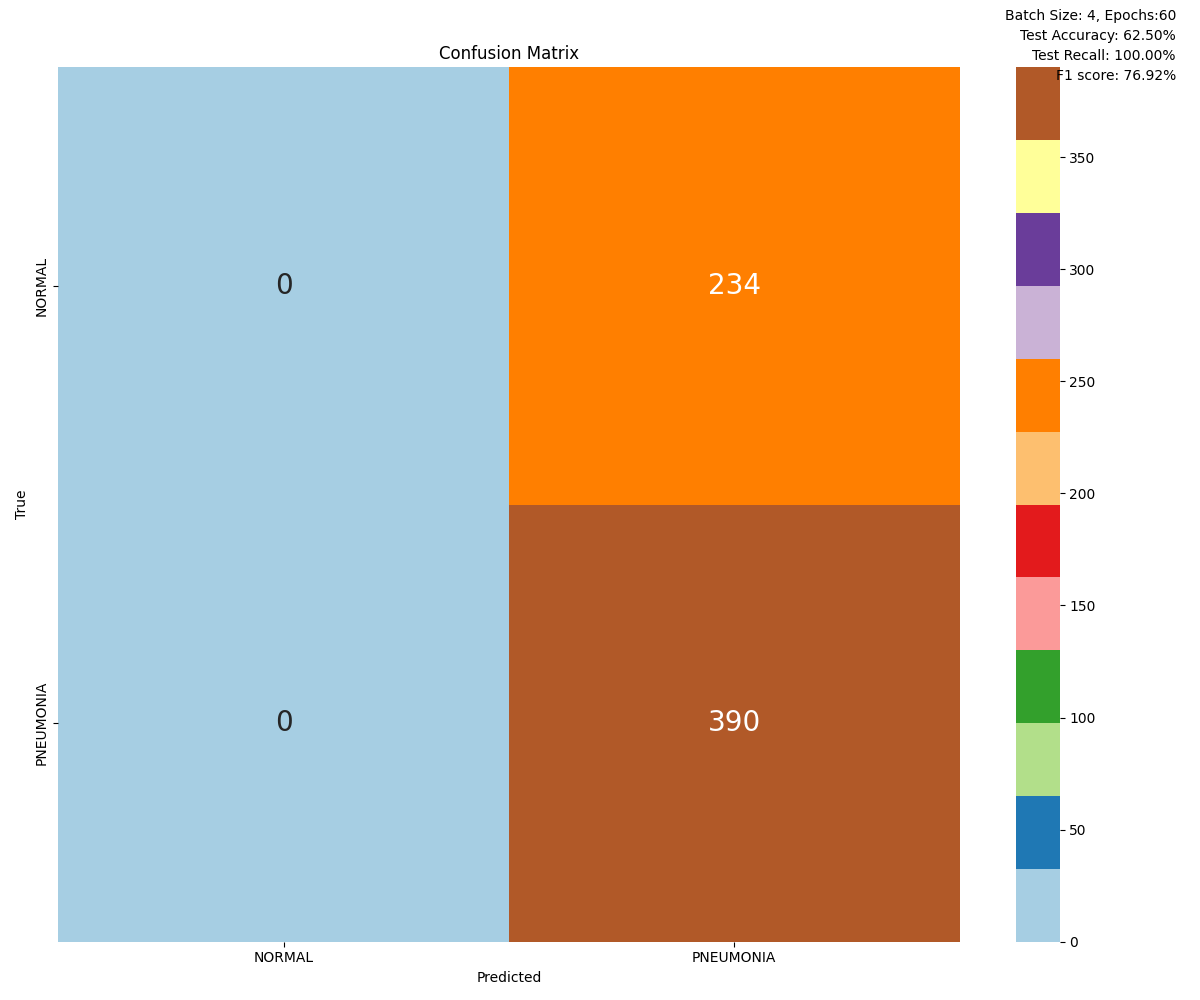 Batch Size: 4, Epochs:60
Test Accuracy: 62.50%
Test Recall: 100.00%
F1 score: 76.92%
Confusion Matrix
NORMAL
0
234
PNEUMONIA
0
390
True
NORMAL
PNEUMONIA
Predicted
350
300
250
200
150
100
50
0